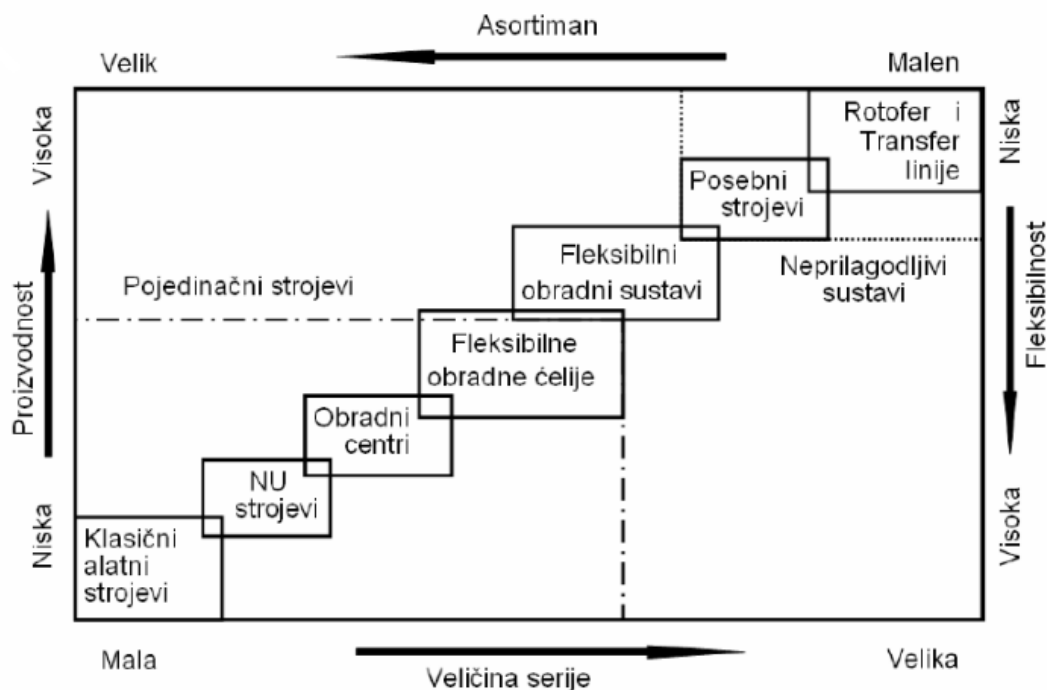 Asortiman
Velik
Malen
Visoka
Proizvodnost
Niska
Niska
Fleksibilnost
Visoka
Rotofer i
Transfer
linije
Posebni
strojevi
Fleksibilni
obradni sustavi
Neprilagodljivi
sustavi
Pojedinačni strojevi
Fleksibilne
obradne ćelije
Obradni
centri
NU
strojevi
Klasični
alatni
strojevi
Mala
Velika
Veličina serije